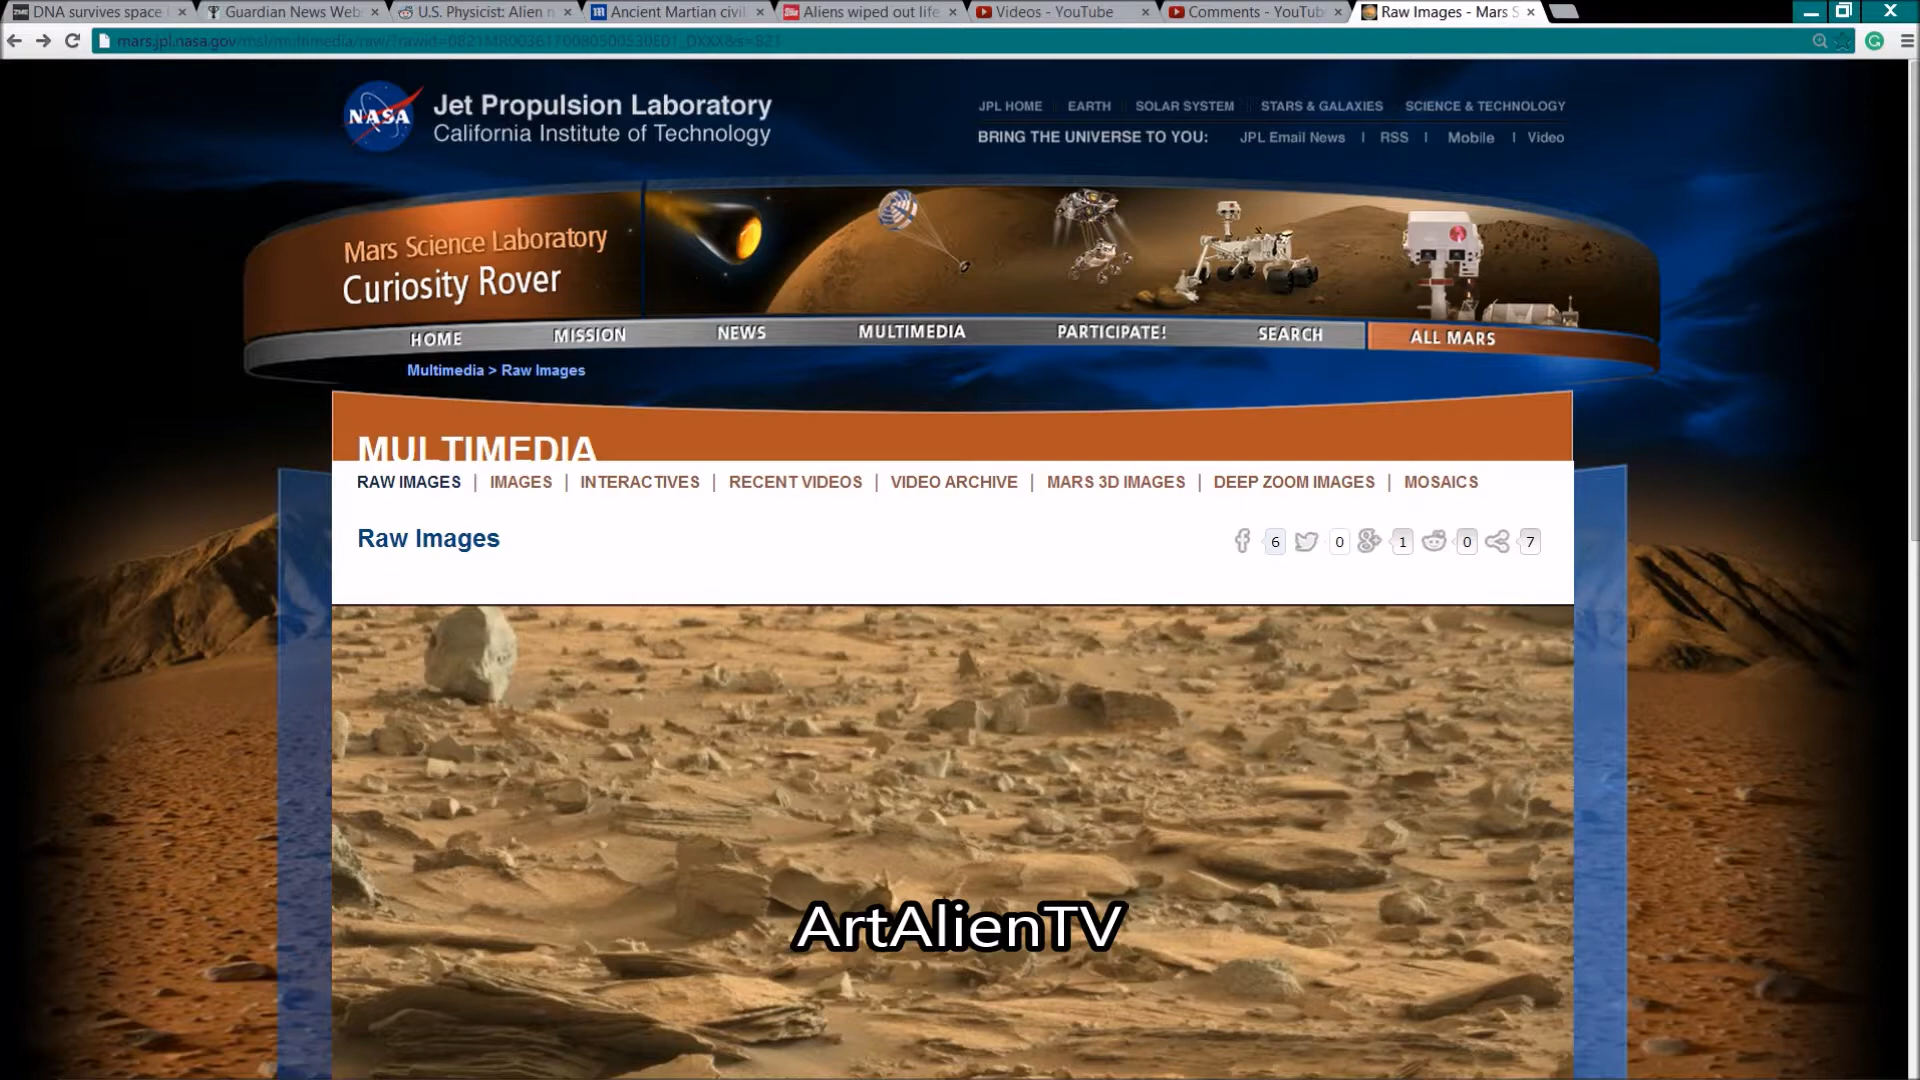 DNA survives space
Guardian News Web
U.S. Physicist: Alien n
Ancient Martian civi
Aliens wiped out life
Videos - YouTube
Comments - YouTub
Raw Images - Mars S
mars.jpl.nasa.gov/msl/multimedia/raw/?rawid=0821MR0036170080500530E01_DXXX&s=821
NASA
Jet Propulsion Laboratory
California Institute of Technology
JPL HOME EARTH SOLAR SYSTEM STARS & GALAXIES SCIENCE & TECHNOLOGY
BRING THE UNIVERSE TO YOU: JPL Email News | RSS | Mobile | Video
Mars Science Laboratory
Curiosity Rover
HOME MISSION NEWS MULTIMEDIA PARTICIPATE! SEARCH ALL MARS
Multimedia > Raw Images
MULTIMEDIA
RAW IMAGES | IMAGES | INTERACTIVES | RECENT VIDEOS | VIDEO ARCHIVE | MARS 3D IMAGES | DEEP ZOOM IMAGES | MOSAICS
Raw Images
6 0 1 0 7
ArtAlienTV